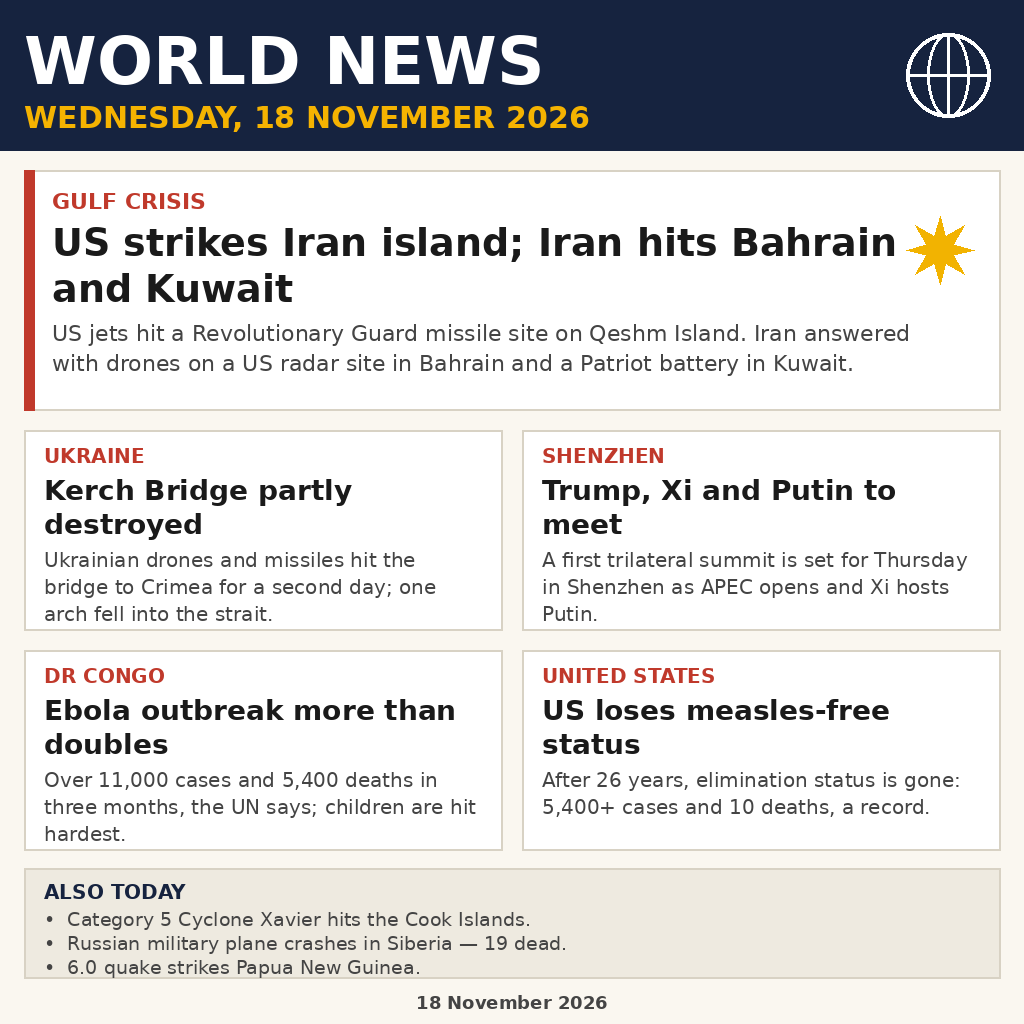 WORLD NEWS
WEDNESDAY, 18 NOVEMBER 2026
GULF CRISIS
US strikes Iran island; Iran hits Bahrain
and Kuwait
US jets hit a Revolutionary Guard missile site on Qeshm Island. Iran answered
with drones on a US radar site in Bahrain and a Patriot battery in Kuwait.
UKRAINE
Kerch Bridge partly
destroyed
Ukrainian drones and missiles hit the
bridge to Crimea for a second day; one
arch fell into the strait.
SHENZHEN
Trump, Xi and Putin to
meet
A first trilateral summit is set for Thursday
in Shenzhen as APEC opens and Xi hosts
Putin.
DR CONGO
Ebola outbreak more than
doubles
Over 11,000 cases and 5,400 deaths in
three months, the UN says; children are hit
hardest.
UNITED STATES
US loses measles-free
status
After 26 years, elimination status is gone:
5,400+ cases and 10 deaths, a record.
ALSO TODAY
• Category 5 Cyclone Xavier hits the Cook Islands.
• Russian military plane crashes in Siberia — 19 dead.
• 6.0 quake strikes Papua New Guinea.
18 November 2026